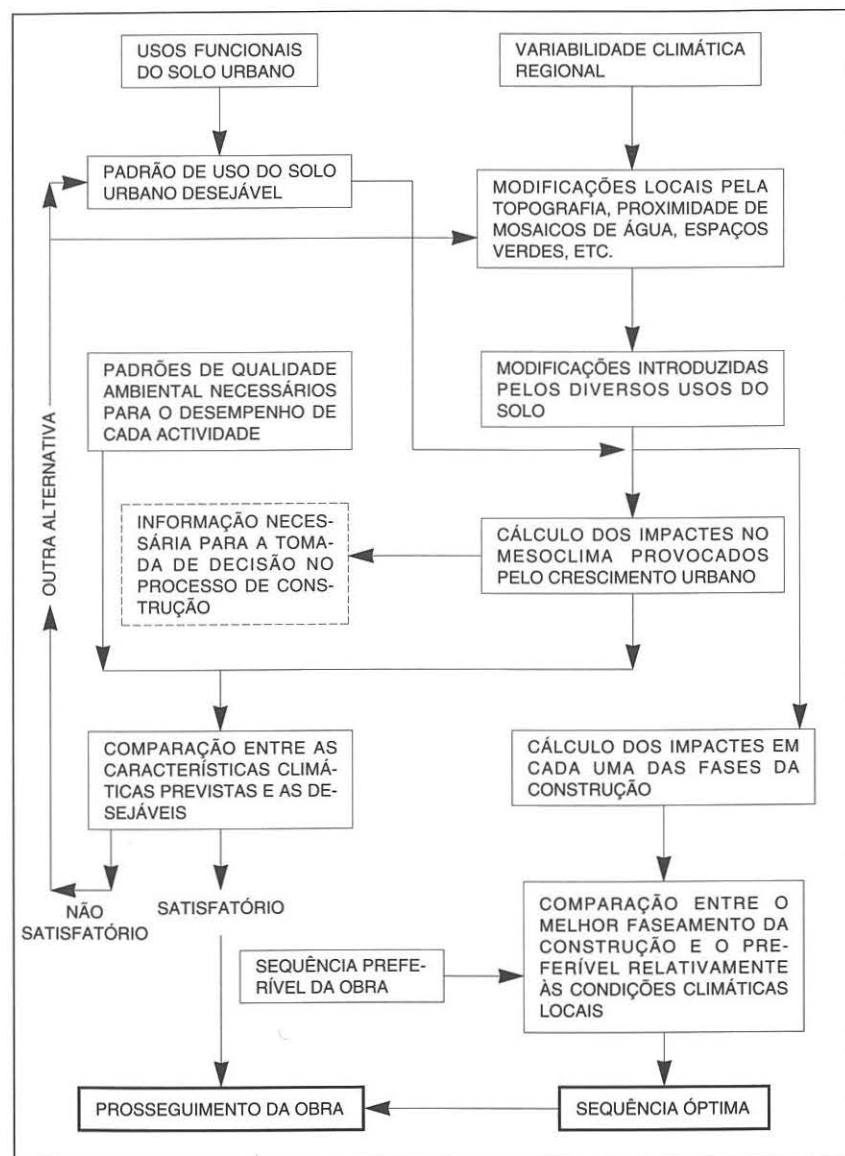 USOS FUNCIONAIS
DO SOLO URBANO
VARIABILIDADE CLIMÁTICA
REGIONAL
PADRÃO DE USO DO SOLO
URBANO DESEJÁVEL
MODIFICAÇÕES LOCAIS PELA
TOPOGRAFIA, PROXIMIDADE DE
MOSAICOS DE ÁGUA, ESPAÇOS
VERDES, ETC.
PADRÕES DE QUALIDADE
AMBIENTAL NECESSÁRIOS
PARA O DESEMPENHO DE
CADA ACTIVIDADE
MODIFICAÇÕES INTRODUZIDAS
PELOS DIVERSOS USOS DO
SOLO
OUTRA ALTERNATIVA
INFORMAÇÃO NECES-
SÁRIA PARA A TOMA-
DA DE DECISÃO NO
PROCESSO DE CONS-
TRUÇÃO
CÁLCULO DOS IMPACTES NO
MESOCLIMA PROVOCADOS
PELO CRESCIMENTO URBANO
COMPARAÇÃO ENTRE AS
CARACTERÍSTICAS CLIMÁ-
TICAS PREVISTAS E AS DE-
SEJÁVEIS
CÁLCULO DOS IMPACTES EM
CADA UMA DAS FASES DA
CONSTRUÇÃO
NÃO
SATISFATÓRIO
SATISFATÓRIO
SEQUÊNCIA PREFE-
RÍVEL DA OBRA
COMPARAÇÃO ENTRE O
MELHOR FASEAMENTO DA
CONSTRUÇÃO E O PRE-
FERÍVEL RELATIVAMENTE
ÀS CONDIÇÕES CLIMÁTICAS
LOCAIS
PROSSEGUIMENTO DA OBRA
SEQUÊNCIA ÓPTIMA